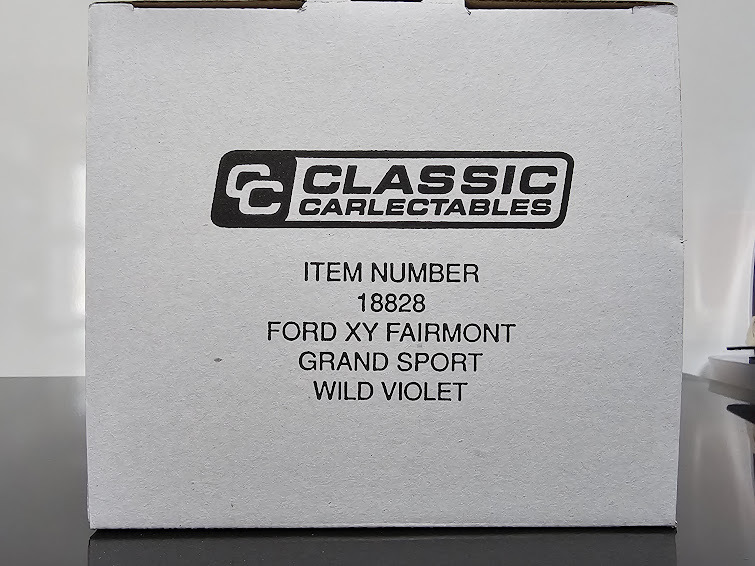 CC CLASSIC
CARLECTABLES
ITEM NUMBER
18828
FORD XY FAIRMONT
GRAND SPORT
WILD VIOLET